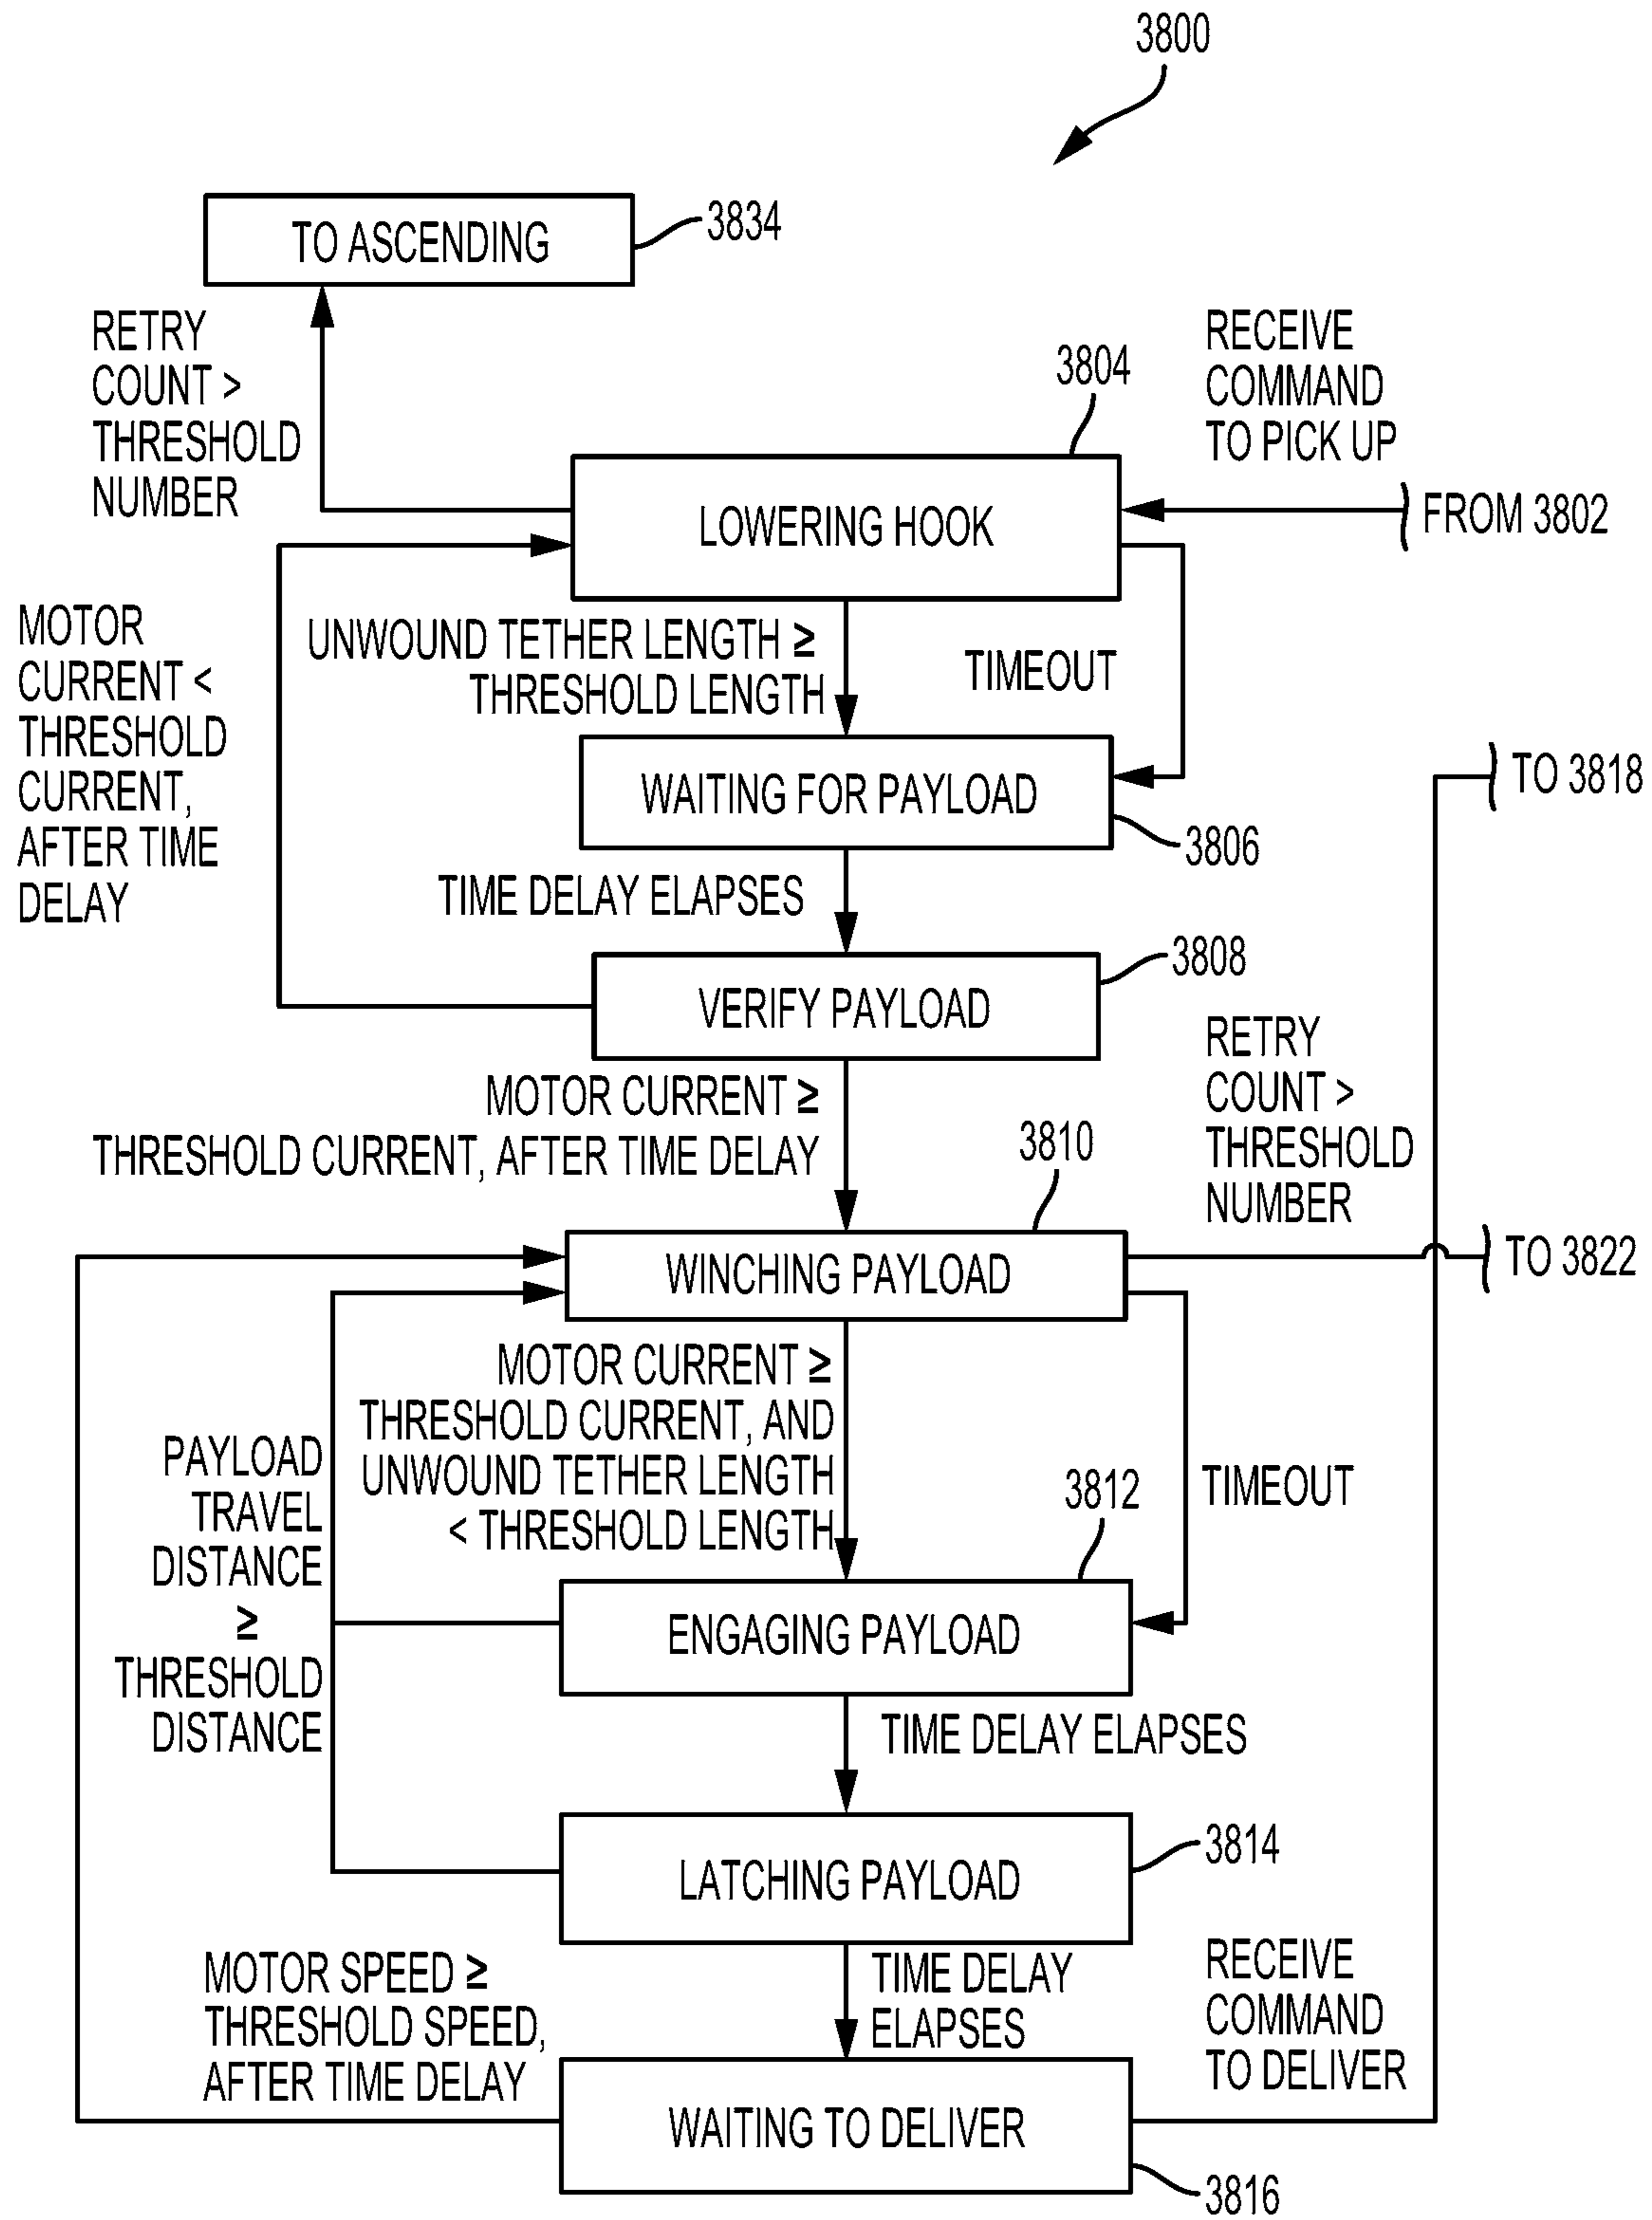 3800
TO ASCENDING
3834
RETRY
COUNT >
THRESHOLD
NUMBER
3804
RECEIVE
COMMAND
TO PICK UP
LOWERING HOOK
FROM 3802
MOTOR
CURRENT <
THRESHOLD
CURRENT,
AFTER TIME
DELAY
UNWOUND TETHER LENGTH ≥
THRESHOLD LENGTH
TIMEOUT
TO 3818
WAITING FOR PAYLOAD
3806
TIME DELAY ELAPSES
3808
VERIFY PAYLOAD
MOTOR CURRENT ≥
THRESHOLD CURRENT, AFTER TIME DELAY
RETRY
COUNT >
THRESHOLD
NUMBER
3810
WINCHING PAYLOAD
TO 3822
MOTOR CURRENT ≥
THRESHOLD CURRENT, AND
UNWOUND TETHER LENGTH
< THRESHOLD LENGTH
PAYLOAD
TRAVEL
DISTANCE
≥
THRESHOLD
DISTANCE
3812
TIMEOUT
ENGAGING PAYLOAD
TIME DELAY ELAPSES
3814
LATCHING PAYLOAD
MOTOR SPEED ≥
THRESHOLD SPEED,
AFTER TIME DELAY
TIME DELAY
ELAPSES
RECEIVE
COMMAND
TO DELIVER
WAITING TO DELIVER
3816